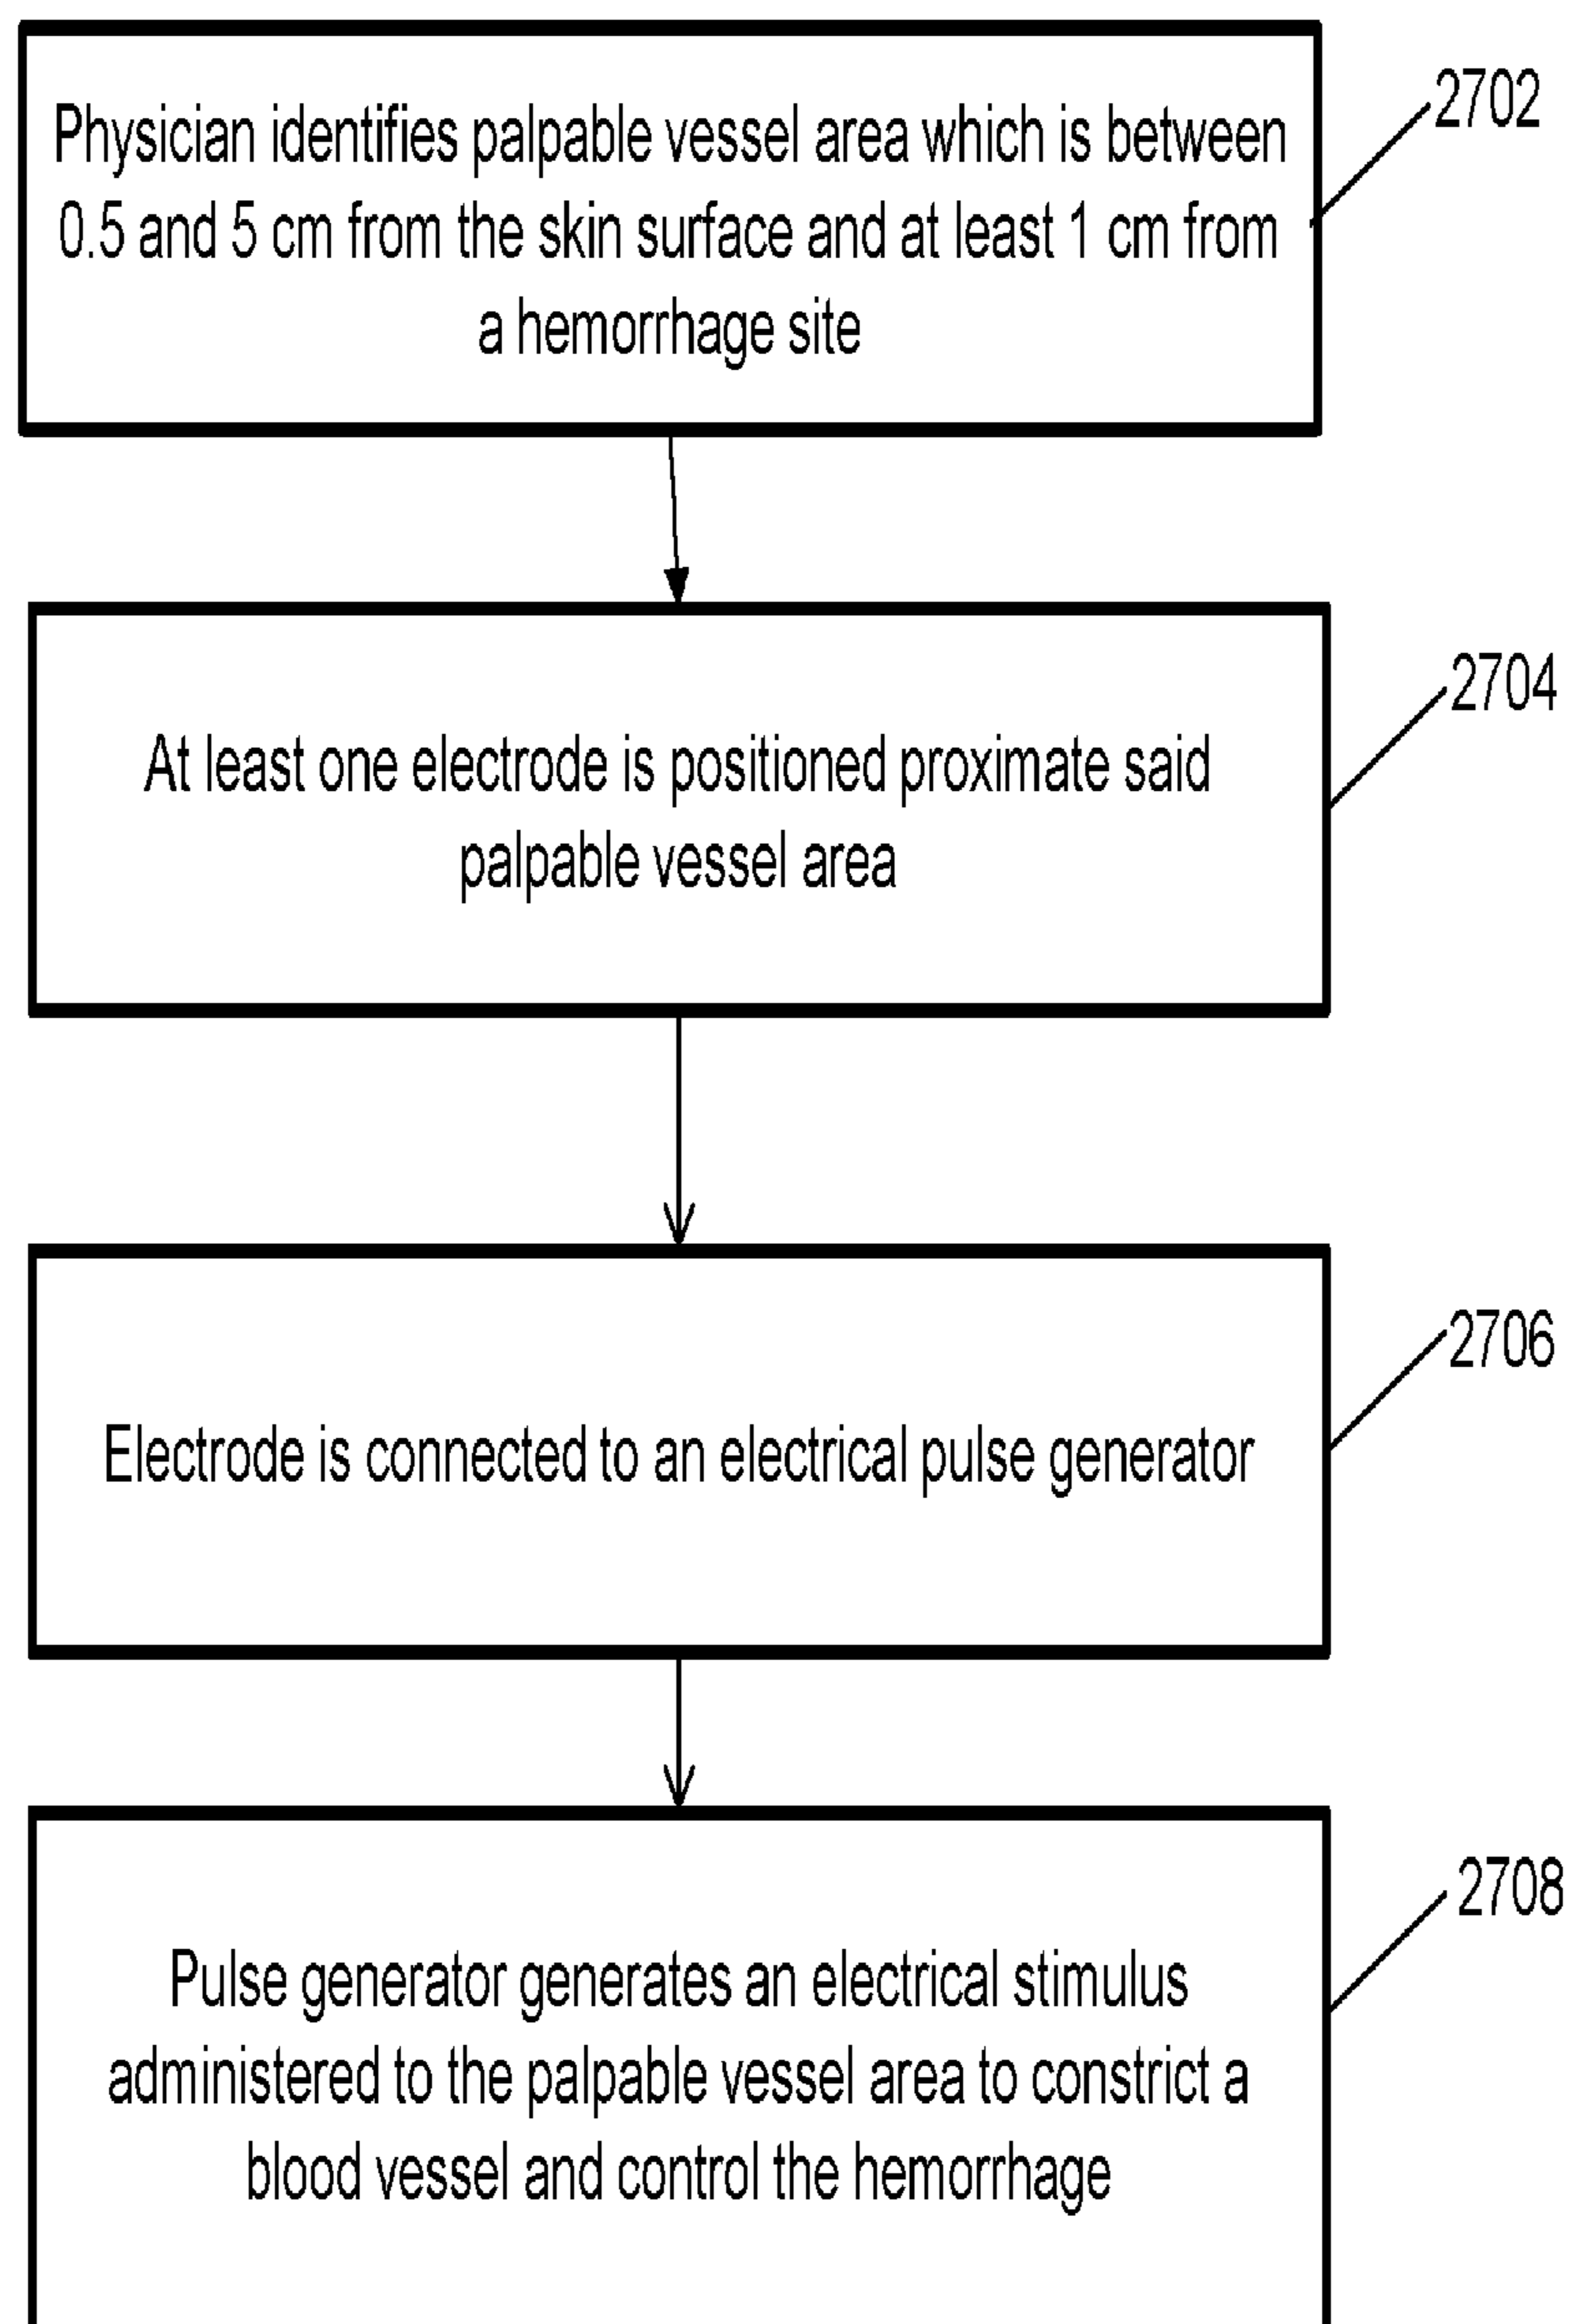 Physician identifies palpable vessel area which is between
0.5 and 5 cm from the skin surface and at least 1 cm from
a hemorrhage site
2702
At least one electrode is positioned proximate said
palpable vessel area
2704
Electrode is connected to an electrical pulse generator
2706
Pulse generator generates an electrical stimulus
administered to the palpable vessel area to constrict a
blood vessel and control the hemorrhage
2708